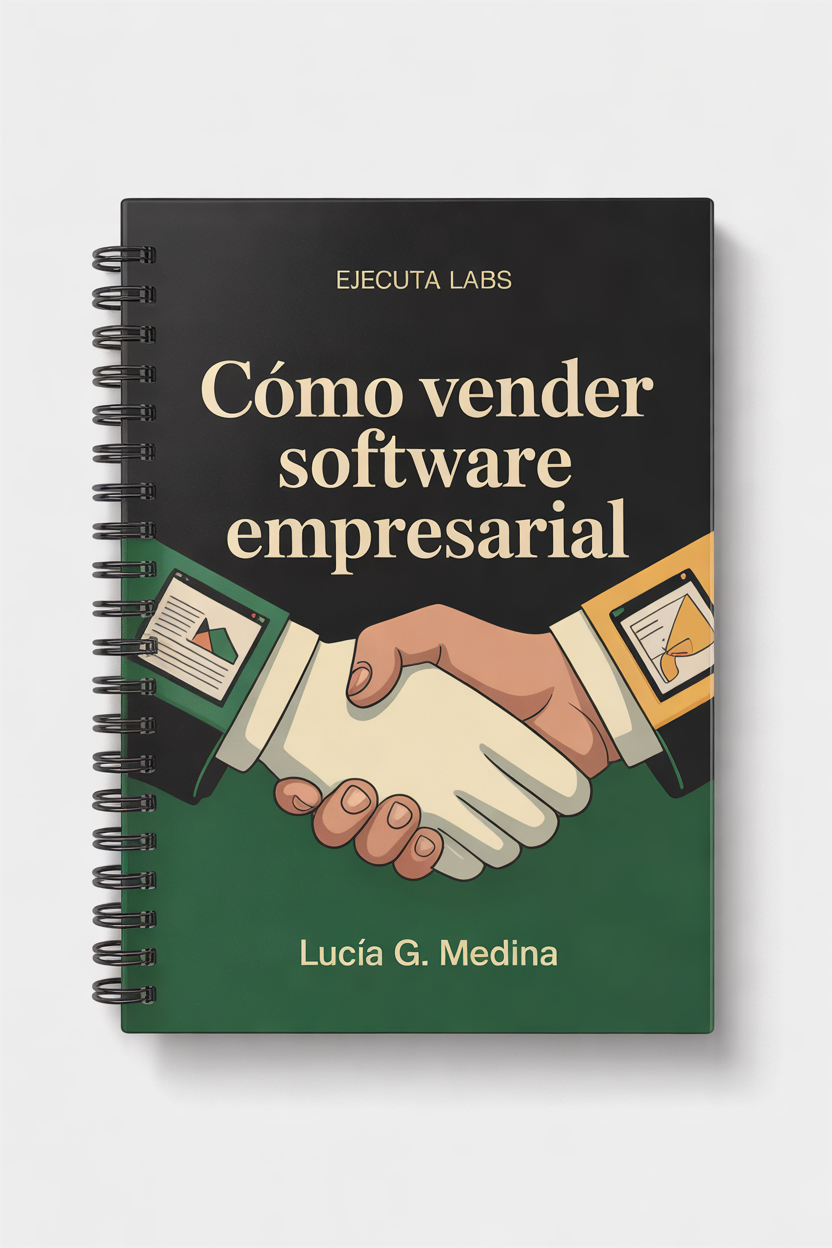 EJECUTA LABS
Cómo vender
software
empresarial
Lucía G. Medina